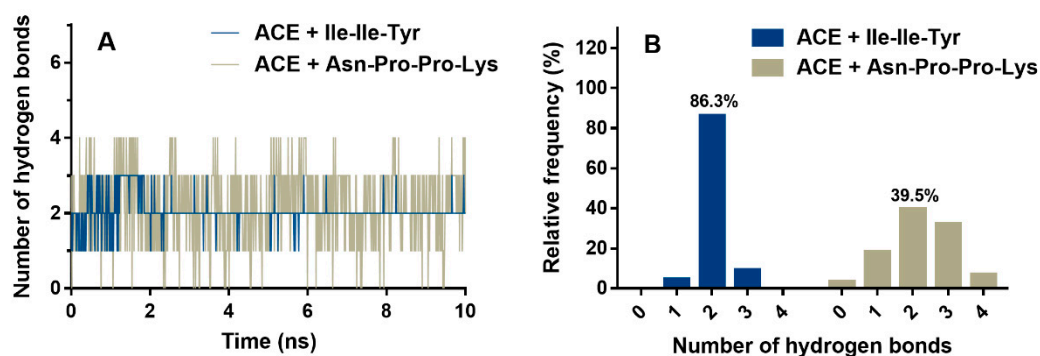 A
ACE + Ile-Ile-Tyr
ACE + Asn-Pro-Pro-Lys
Number of hydrogen bonds
6
4
2
0
0 2 4 6 8 10
Time (ns)
B
ACE + Ile-Ile-Tyr
ACE + Asn-Pro-Pro-Lys
Relative frequency (%)
120
100
80
60
40
20
0
86.3%
39.5%
0 1 2 3 4 0 1 2 3 4
Number of hydrogen bonds